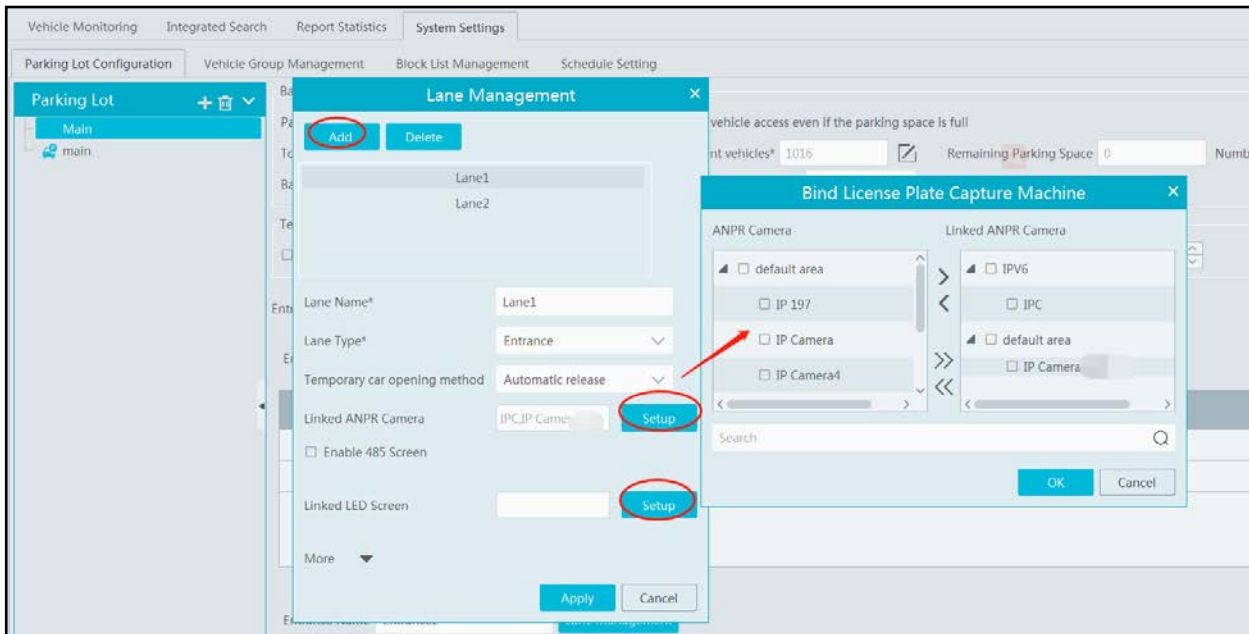 Vehicle Monitoring Integrated Search Report Statistics System Settings
Parking Lot Configuration Vehicle Group Management Block List Management Schedule Setting
Parking Lot
Main
main
Lane Management
Add Delete
Lane1
Lane2
Lane Name* Lane1
Lane Type* Entrance
Temporary car opening method Automatic release
Linked ANPR Camera IPC,IP Setup
Enable 485 Screen
Linked LED Screen Setup
More
Apply Cancel
vehicle access even if the parking space is full
nt vehicles* 1016 Remaining Parking Space 0 Numb
Bind License Plate Capture Machine
ANPR Camera Linked ANPR Camera
default area IPV6
IP 197 IPC
IP Camera default area
IP Camera4 IP Camera
Search
OK Cancel